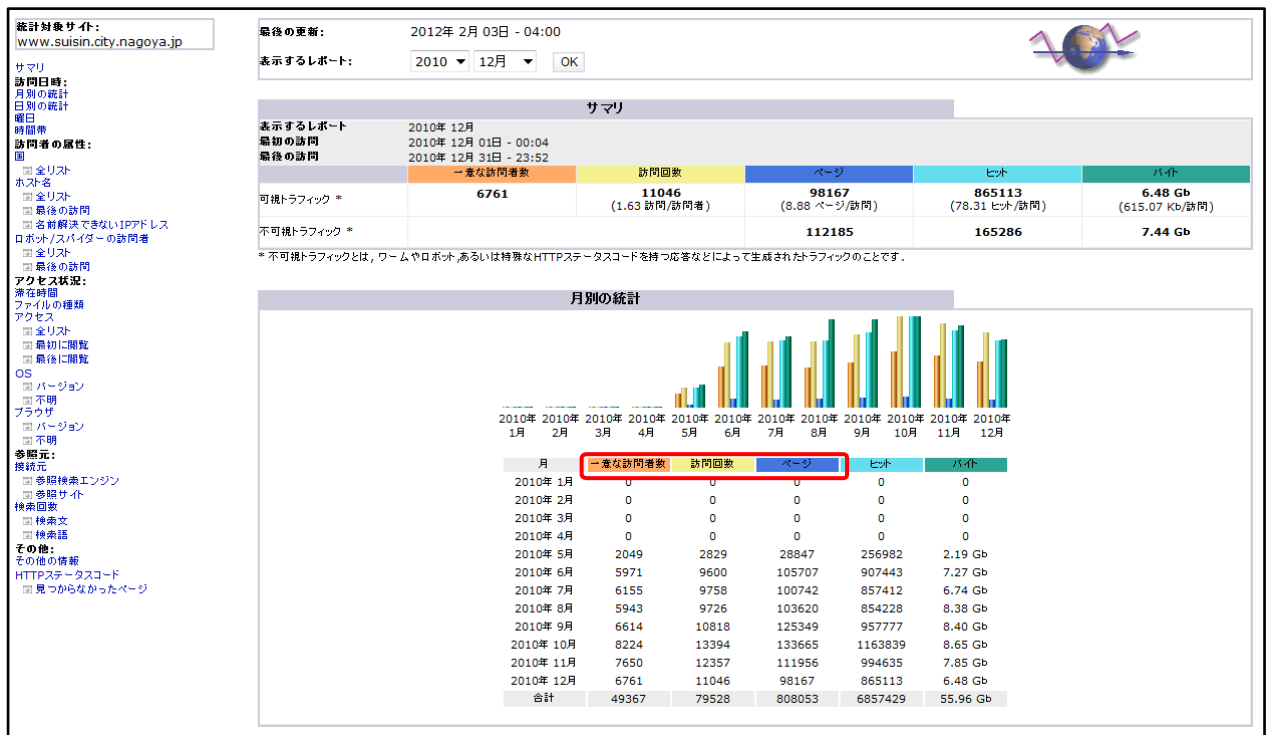 統計対象サイト:
www.suisin.city.nagoya.jp
サマリ
訪問日時:
月別の統計
日別の統計
曜日
時間帯
訪問者の属性:
国
全リスト
ホスト名
全リスト
最後の訪問
名前解決できないIPアドレス
ロボット/スパイダーの訪問者
全リスト
最後の訪問
アクセス状況:
滞在時間
ファイルの種類
アクセス
全リスト
最初に閲覧
最後に閲覧
OS
バージョン
不明
ブラウザ
バージョン
不明
参照元:
接続元
参照検索エンジン
参照サイト
検索回数
検索文
検索語
その他:
その他の情報
HTTPステータスコード
見つからなかったページ
最後の更新: 2012年 2月 03日 - 04:00
表示するレポート: 2010 12月 OK
サマリ
表示するレポート 2010年 12月
最初の訪問 2010年 12月 01日 - 00:04
最後の訪問 2010年 12月 31日 - 23:52
一意な訪問者数 訪問回数 ページ ヒット バイト
可視トラフィック * 6761 11046 98167 865113 6.48 Gb
(1.63 訪問/訪問者) (8.88 ページ/訪問) (78.31 ヒット/訪問) (615.07 Kb/訪問)
不可視トラフィック * 112185 165286 7.44 Gb
* 不可視トラフィックとは, ワームやロボット,あるいは特殊なHTTPステータスコードを持つ応答などによって生成されたトラフィックのことです.
月別の統計
2010年 2010年 2010年 2010年 2010年 2010年 2010年 2010年 2010年 2010年 2010年 2010年
1月 2月 3月 4月 5月 6月 7月 8月 9月 10月 11月 12月
月 一意な訪問者数 訪問回数 ページ ヒット バイト
2010年 1月 0 0 0 0 0
2010年 2月 0 0 0 0 0
2010年 3月 0 0 0 0 0
2010年 4月 0 0 0 0 0
2010年 5月 2049 2829 28847 256982 2.19 Gb
2010年 6月 5971 9600 105707 907443 7.27 Gb
2010年 7月 6155 9758 100742 857412 6.74 Gb
2010年 8月 5943 9726 103620 854228 8.38 Gb
2010年 9月 6614 10818 125349 957777 8.40 Gb
2010年 10月 8224 13394 133665 1163839 8.65 Gb
2010年 11月 7650 12357 111956 994635 7.85 Gb
2010年 12月 6761 11046 98167 865113 6.48 Gb
合計 49367 79528 808053 6857429 55.96 Gb